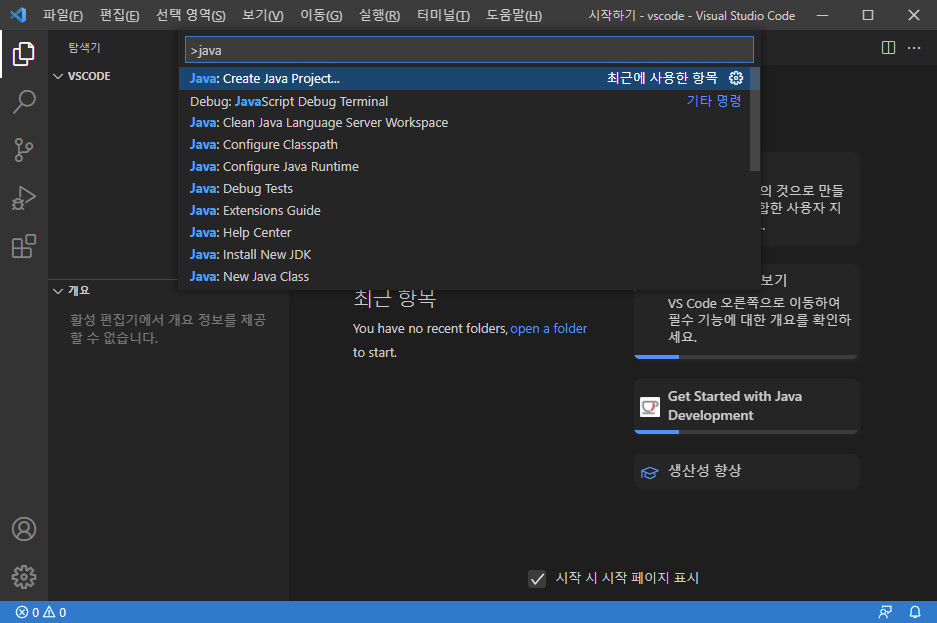 파일(F) 편집(E) 선택 영역(S) 보기(V) 이동(G) 실행(R) 터미널(T) 도움말(H) 시작하기 - vscode - Visual Studio Code
탐색기
VSCODE
>java
Java: Create Java Project... 최근에 사용한 항목
Debug: JavaScript Debug Terminal 기타 명령
Java: Clean Java Language Server Workspace
Java: Configure Classpath
Java: Configure Java Runtime
Java: Debug Tests
Java: Extensions Guide
Java: Help Center
Java: Install New JDK
Java: New Java Class
개요
활성 편집기에서 개요 정보를 제공
할 수 없습니다.
최근 항목
You have no recent folders, open a folder
to start.
의 것으로 만들
합한 사용자 지
..
보기
VS Code 오른쪽으로 이동하여
필수 기능에 대한 개요를 확인하
세요.
Get Started with Java
Development
생산성 향상
시작 시 시작 페이지 표시
0 0